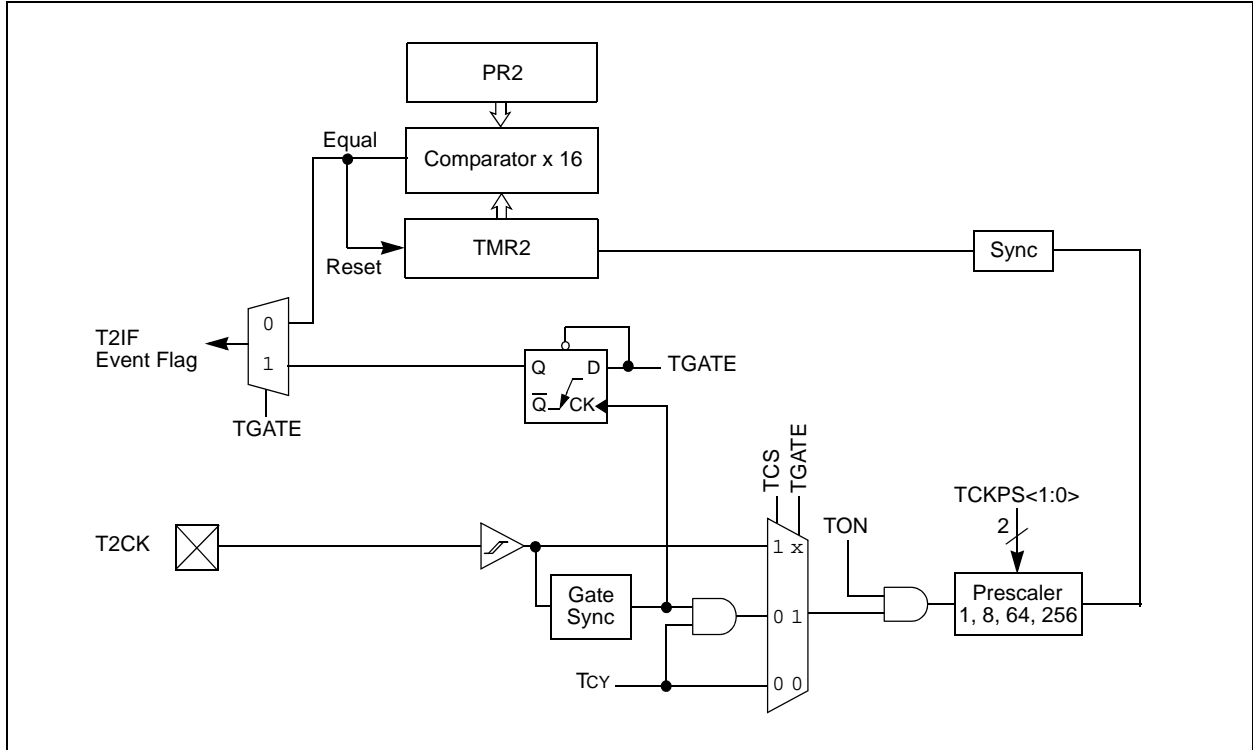 PR2
Equal
Comparator x 16
Reset
TMR2
Sync
T2IF
Event Flag
0
1
TGATE
Q
D
TGATE
Q̅
CK
TCS
TGATE
TCKPS<1:0>
2
TON
T2CK
1 x
Gate
Sync
0 1
Prescaler
1, 8, 64, 256
TCY
0 0